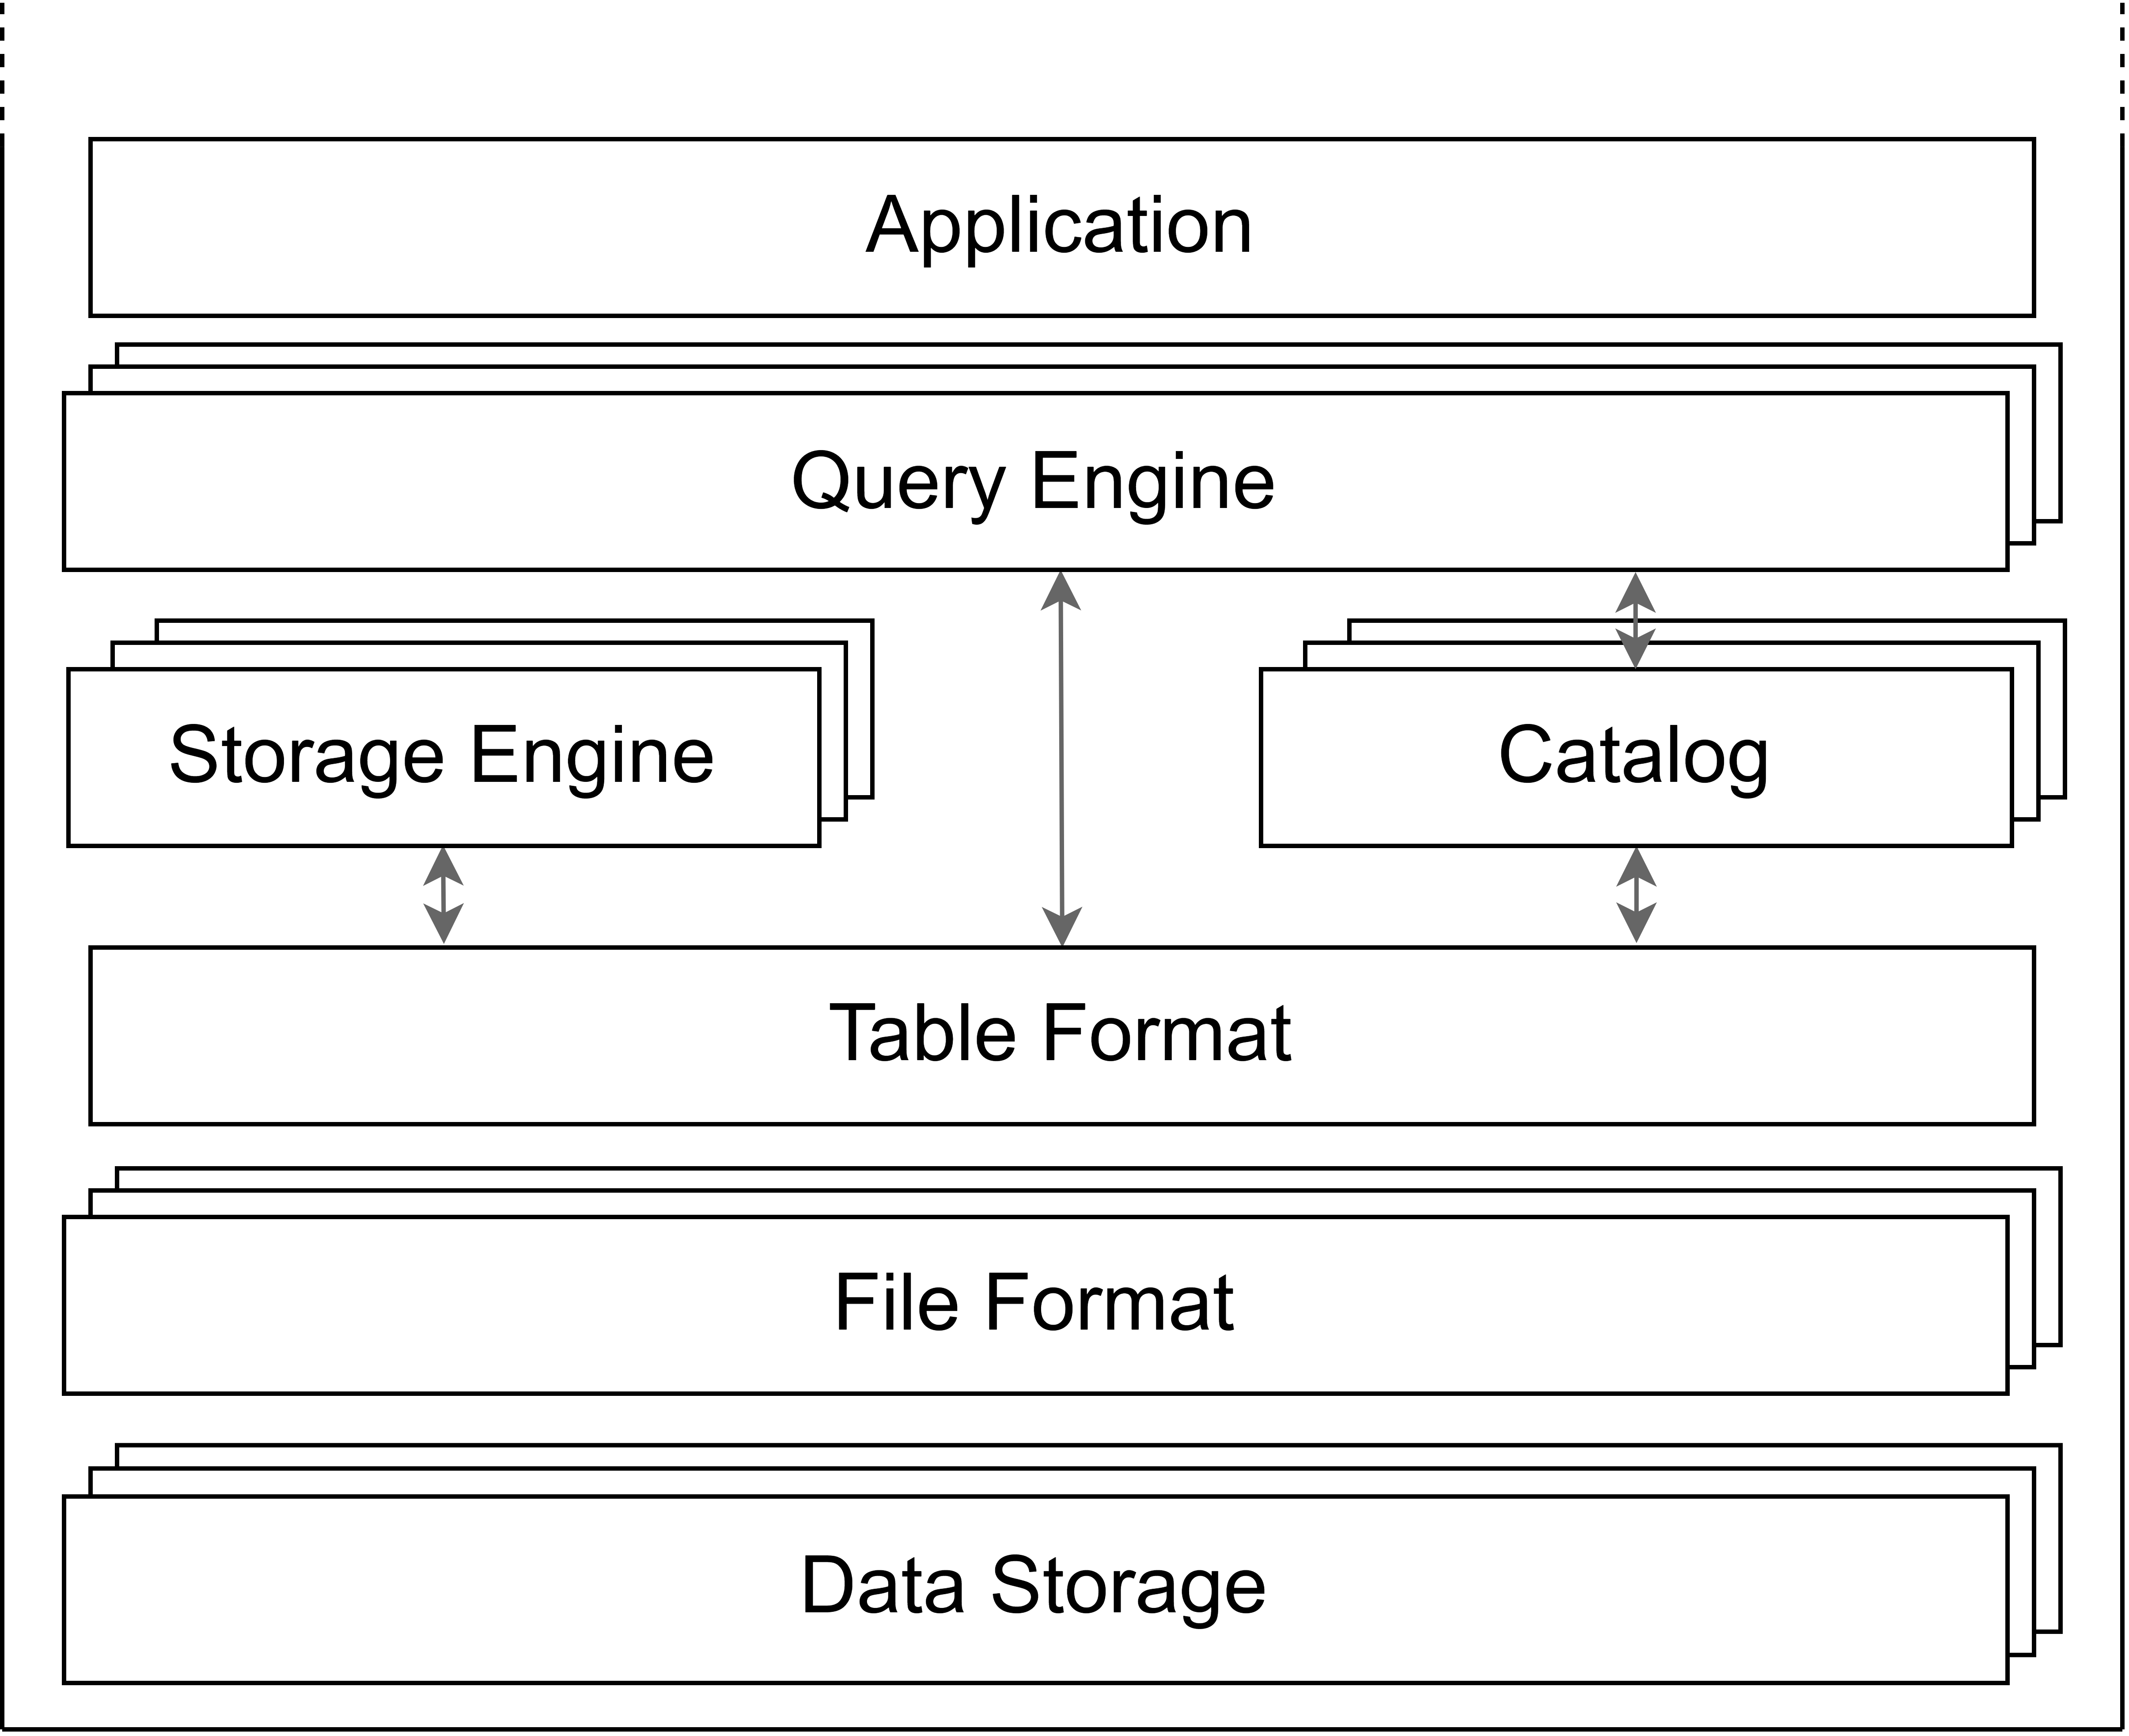 Application
Query Engine
Storage Engine
Catalog
Table Format
File Format
Data Storage